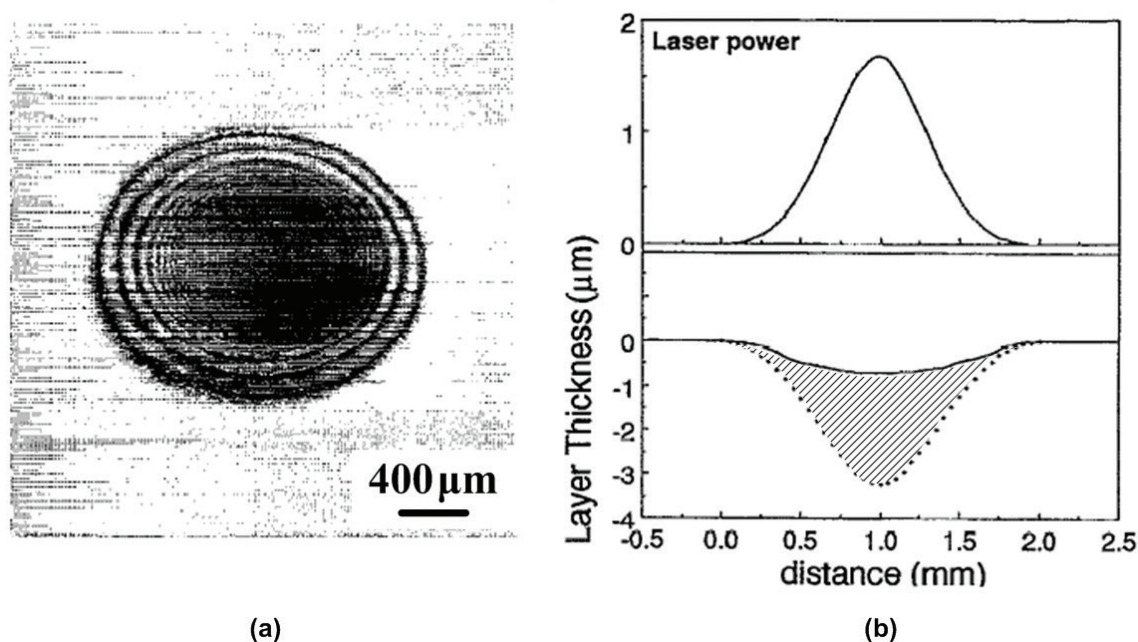 400 μm
(a)
Laser power
2
1
0
0
-1
-2
-3
-4
Layer Thickness (μm)
-0.5 0.0 0.5 1.0 1.5 2.0 2.5
distance (mm)
(b)